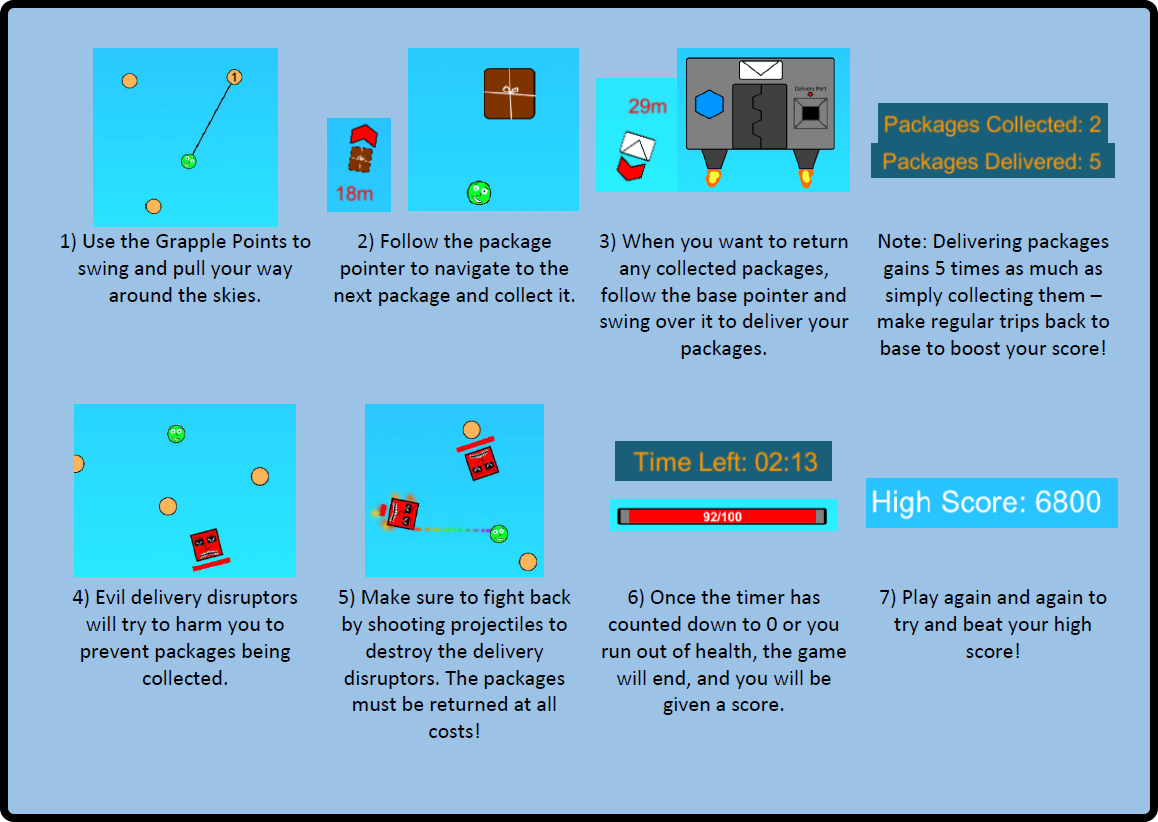 1
18m
29m
Delivery Port
Packages Collected: 2
Packages Delivered: 5
1) Use the Grapple Points to
swing and pull your way
around the skies.
2) Follow the package
pointer to navigate to the
next package and collect it.
3) When you want to return
any collected packages,
follow the base pointer and
swing over it to deliver your
packages.
Note: Delivering packages
gains 5 times as much as
simply collecting them –
make regular trips back to
base to boost your score!
Time Left: 02:13
92/100
High Score: 6800
4) Evil delivery disruptors
will try to harm you to
prevent packages being
collected.
5) Make sure to fight back
by shooting projectiles to
destroy the delivery
disruptors. The packages
must be returned at all
costs!
6) Once the timer has
counted down to 0 or you
run out of health, the game
will end, and you will be
given a score.
7) Play again and again to
try and beat your high
score!